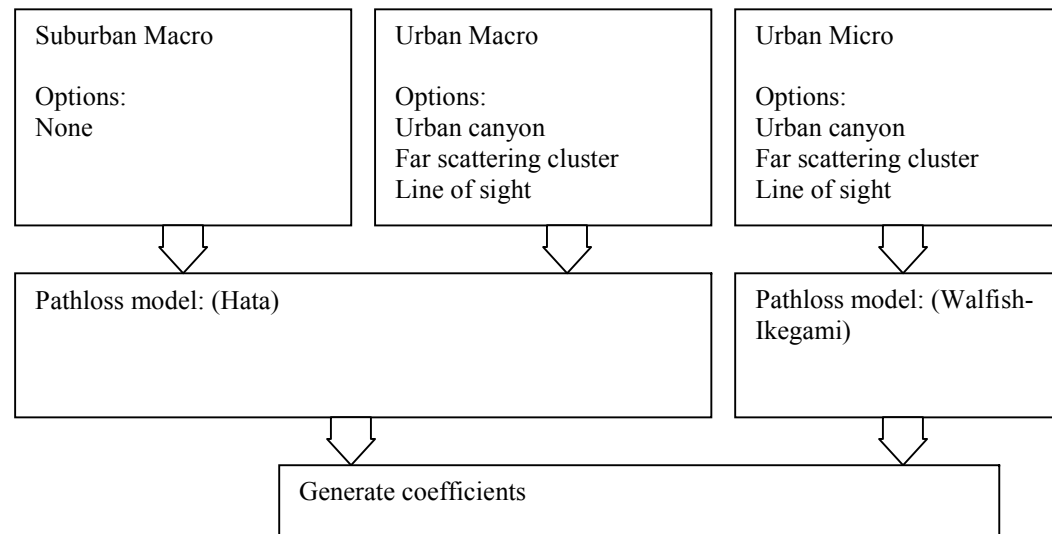 Suburban Macro
Options:
None
Urban Macro
Options:
Urban canyon
Far scattering cluster
Line of sight
Urban Micro
Options:
Urban canyon
Far scattering cluster
Line of sight
Pathloss model: (Hata)
Pathloss model: (Walfish-
Ikegami)
Generate coefficients